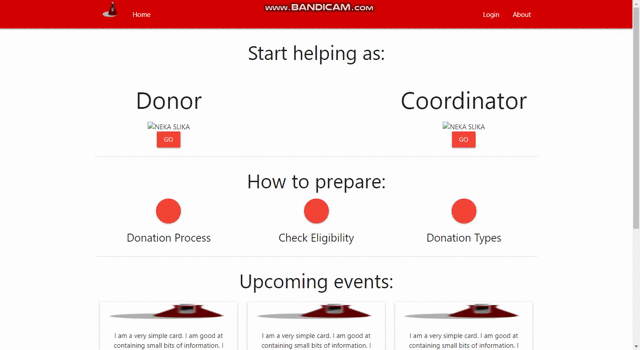 www.BANDICAM.com
Home
Login
About
Start helping as:
Donor
Coordinator
NEKA SLIKA
NEKA SLIKA
GO
GO
How to prepare:
Donation Process
Check Eligibility
Donation Types
Upcoming events:
I am a very simple card. I am good at
containing small bits of information. I
I am a very simple card. I am good at
containing small bits of information. I
I am a very simple card. I am good at
containing small bits of information. I